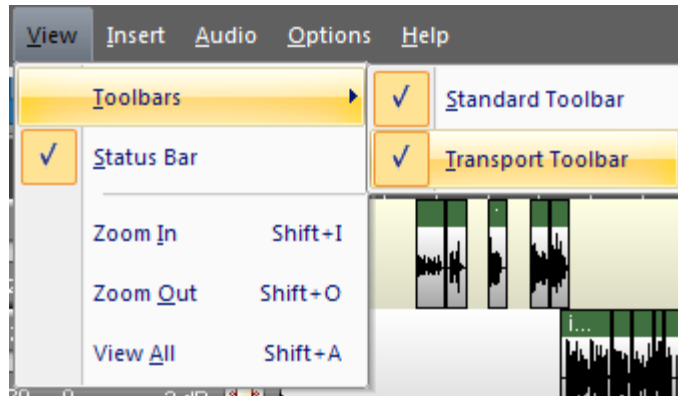 View Insert Audio Options Help
Toolbars
Standard Toolbar
Status Bar
Transport Toolbar
Zoom In Shift+I
Zoom Out Shift+O
i...
View All Shift+A